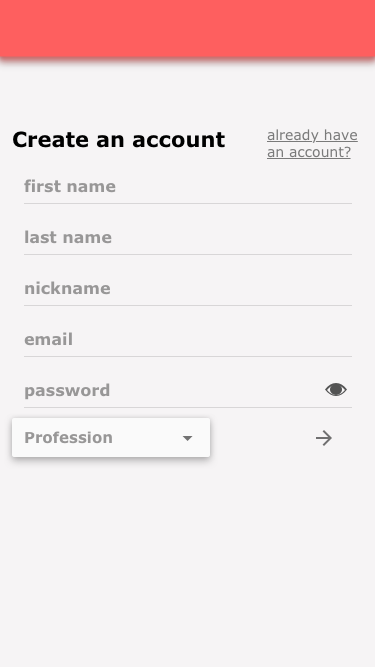 Create an account
already have
an account?
first name
last name
nickname
email
password
Profession